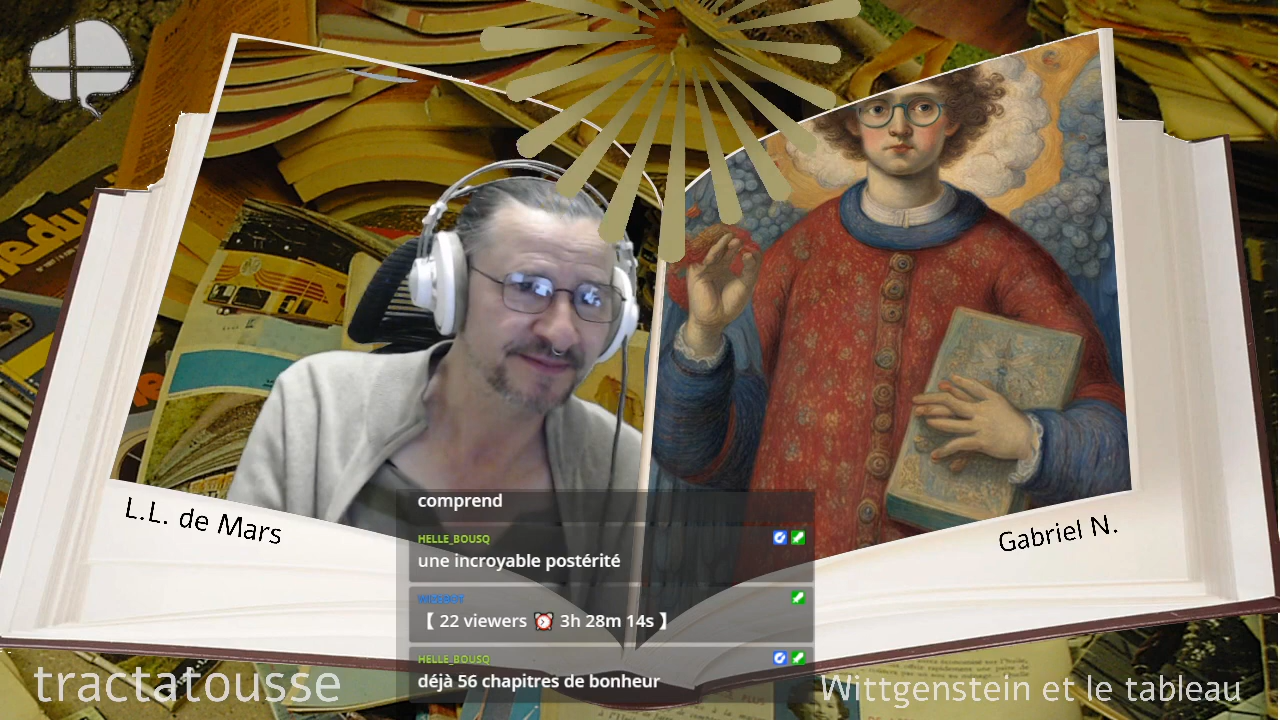 L.L. de Mars
Gabriel N.
comprend
HELLE_BOUSQ
une incroyable postérité
WIZEBOT
【 22 viewers ⏰ 3h 28m 14s 】
HELLE_BOUSQ
déjà 56 chapitres de bonheur
tractatousse
Wittgenstein et le tableau